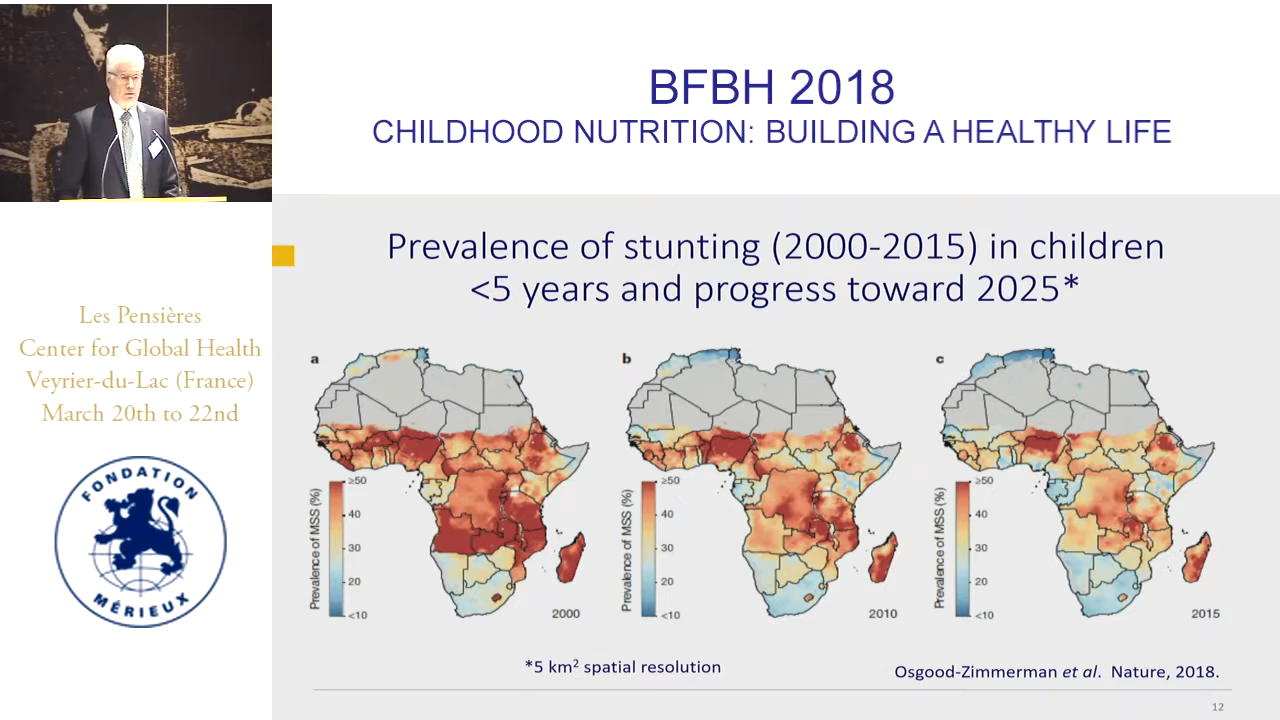 BFBH 2018
CHILDHOOD NUTRITION: BUILDING A HEALTHY LIFE
Les Pensières
Center for Global Health
Veyrier-du-Lac (France)
March 20th to 22nd
FONDATION
MÉRIEUX
Prevalence of stunting (2000-2015) in children
<5 years and progress toward 2025*
a
Prevalence of MSS (%)
≥50
40
30
20
<10
2000
b
Prevalence of MSS (%)
≥50
40
30
20
<10
2010
c
Prevalence of MSS (%)
≥50
40
30
20
<10
2015
*5 km² spatial resolution
Osgood-Zimmerman et al. Nature, 2018.
12